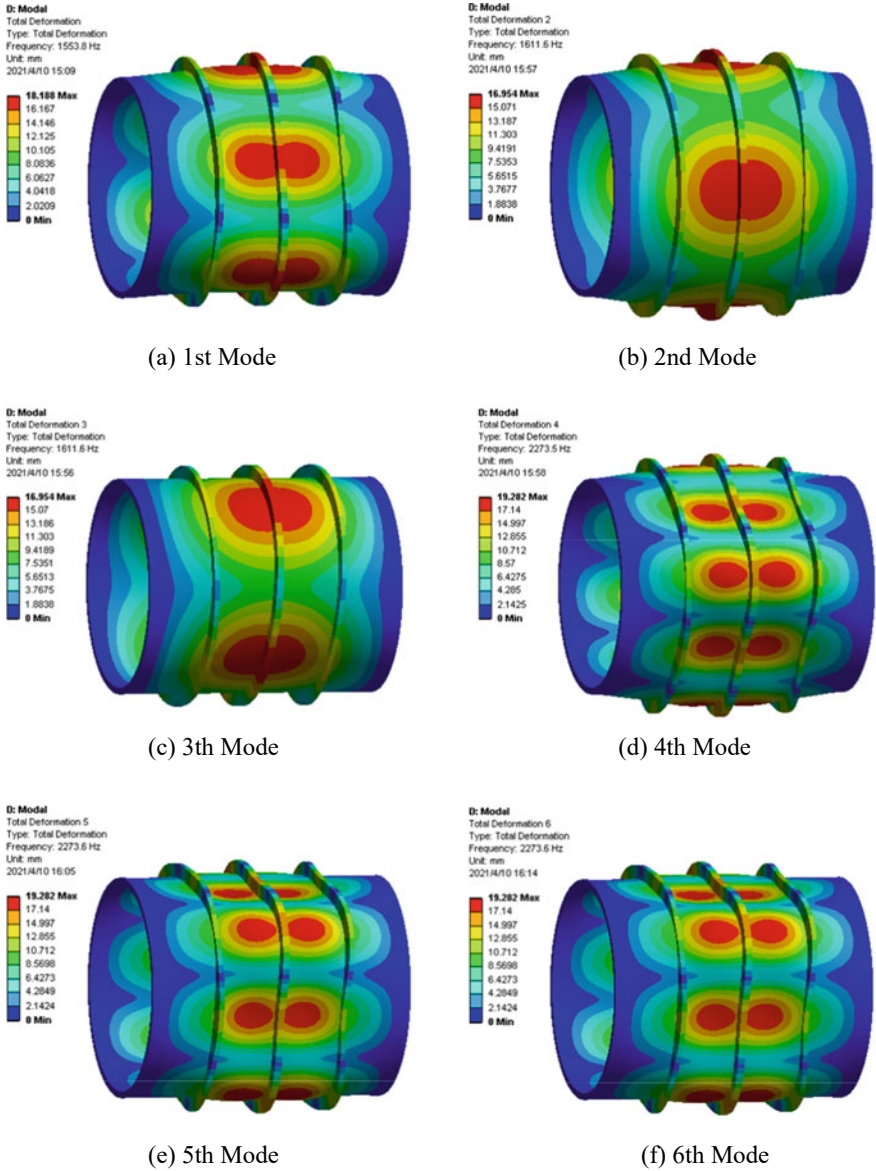 D: Modal
Total Deformation
Type: Total Deformation
Frequency: 1553.8 Hz
Unit: mm
2021/4/10 15:09
18.188 Max
16.167
14.146
12.125
10.105
8.0836
6.0627
4.0418
2.0209
0 Min
(a) 1st Mode
D: Modal
Total Deformation 2
Type: Total Deformation
Frequency: 1611.6 Hz
Unit: mm
2021/4/10 15:57
16.954 Max
15.071
13.187
11.303
9.4191
7.5353
5.6515
3.7677
1.8838
0 Min
(b) 2nd Mode
D: Modal
Total Deformation 3
Type: Total Deformation
Frequency: 1611.6 Hz
Unit: mm
2021/4/10 15:56
16.954 Max
15.07
13.186
11.303
9.4189
7.5351
5.6513
3.7675
1.8838
0 Min
(c) 3th Mode
D: Modal
Total Deformation 4
Type: Total Deformation
Frequency: 2273.5 Hz
Unit: mm
2021/4/10 15:58
19.282 Max
17.14
14.997
12.855
10.712
8.57
6.4275
4.285
2.1425
0 Min
(d) 4th Mode
D: Modal
Total Deformation 5
Type: Total Deformation
Frequency: 2273.6 Hz
Unit: mm
2021/4/10 16:05
19.282 Max
17.14
14.997
12.855
10.712
8.5698
6.4273
4.2849
2.1424
0 Min
(e) 5th Mode
D: Modal
Total Deformation 6
Type: Total Deformation
Frequency: 2273.6 Hz
Unit: mm
2021/4/10 16:14
19.282 Max
17.14
14.997
12.855
10.712
8.5698
6.4273
4.2849
2.1424
0 Min
(f) 6th Mode